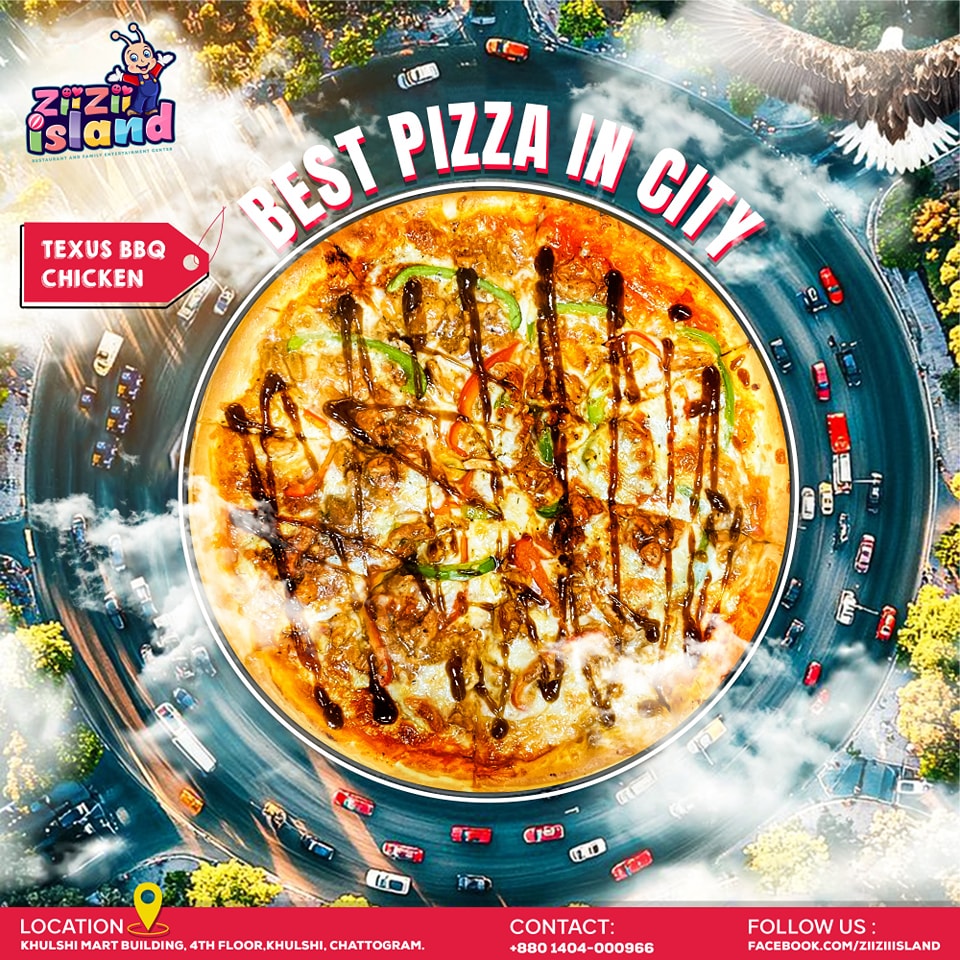 ziizii
island
RESTAURANT AND FAMILY ENTERTAINMENT CENTER
BEST PIZZA IN CITY
TEXUS BBQ
CHICKEN
LOCATION
KHULSHI MART BUILDING, 4TH FLOOR,KHULSHI, CHATTOGRAM.
CONTACT:
+880 1404-000966
FOLLOW US :
FACEBOOK.COM/ZIIZIIISLAND